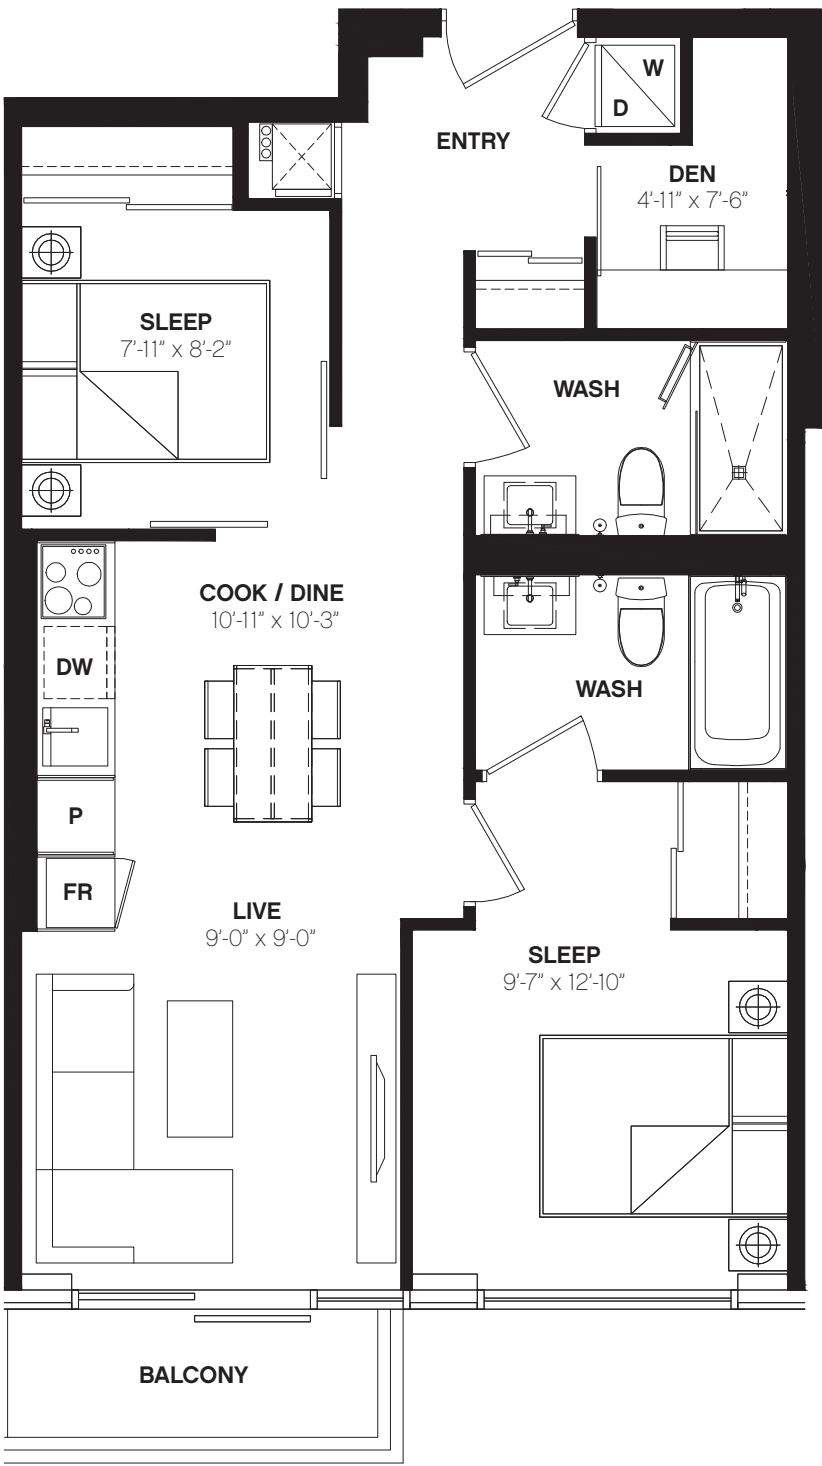 W
D
ENTRY
DEN
4'-11" x 7'-6"
SLEEP
7'-11" x 8'-2"
WASH
COOK / DINE
10'-11" x 10'-3"
DW
WASH
P
FR
LIVE
9'-0" x 9'-0"
SLEEP
9'-7" x 12'-10"
BALCONY